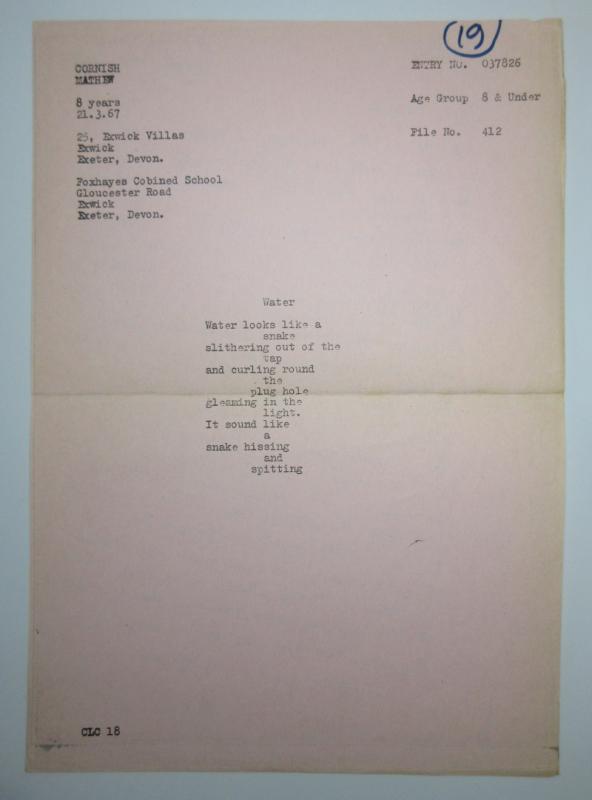 19
CORNISH
MATHEW
ENTRY NO. 037826
8 years
21.3.67
Age Group 8 & Under
25, Exwick Villas
Exwick
Exeter, Devon.
File No. 412
Foxhayes Cobined School
Gloucester Road
Exwick
Exeter, Devon.
Water
Water looks like a
snake
slithering out of the
tap
and curling round
the
plug hole
gleaming in the
light.
It sound like
a
snake hissing
and
spitting
CLC 18